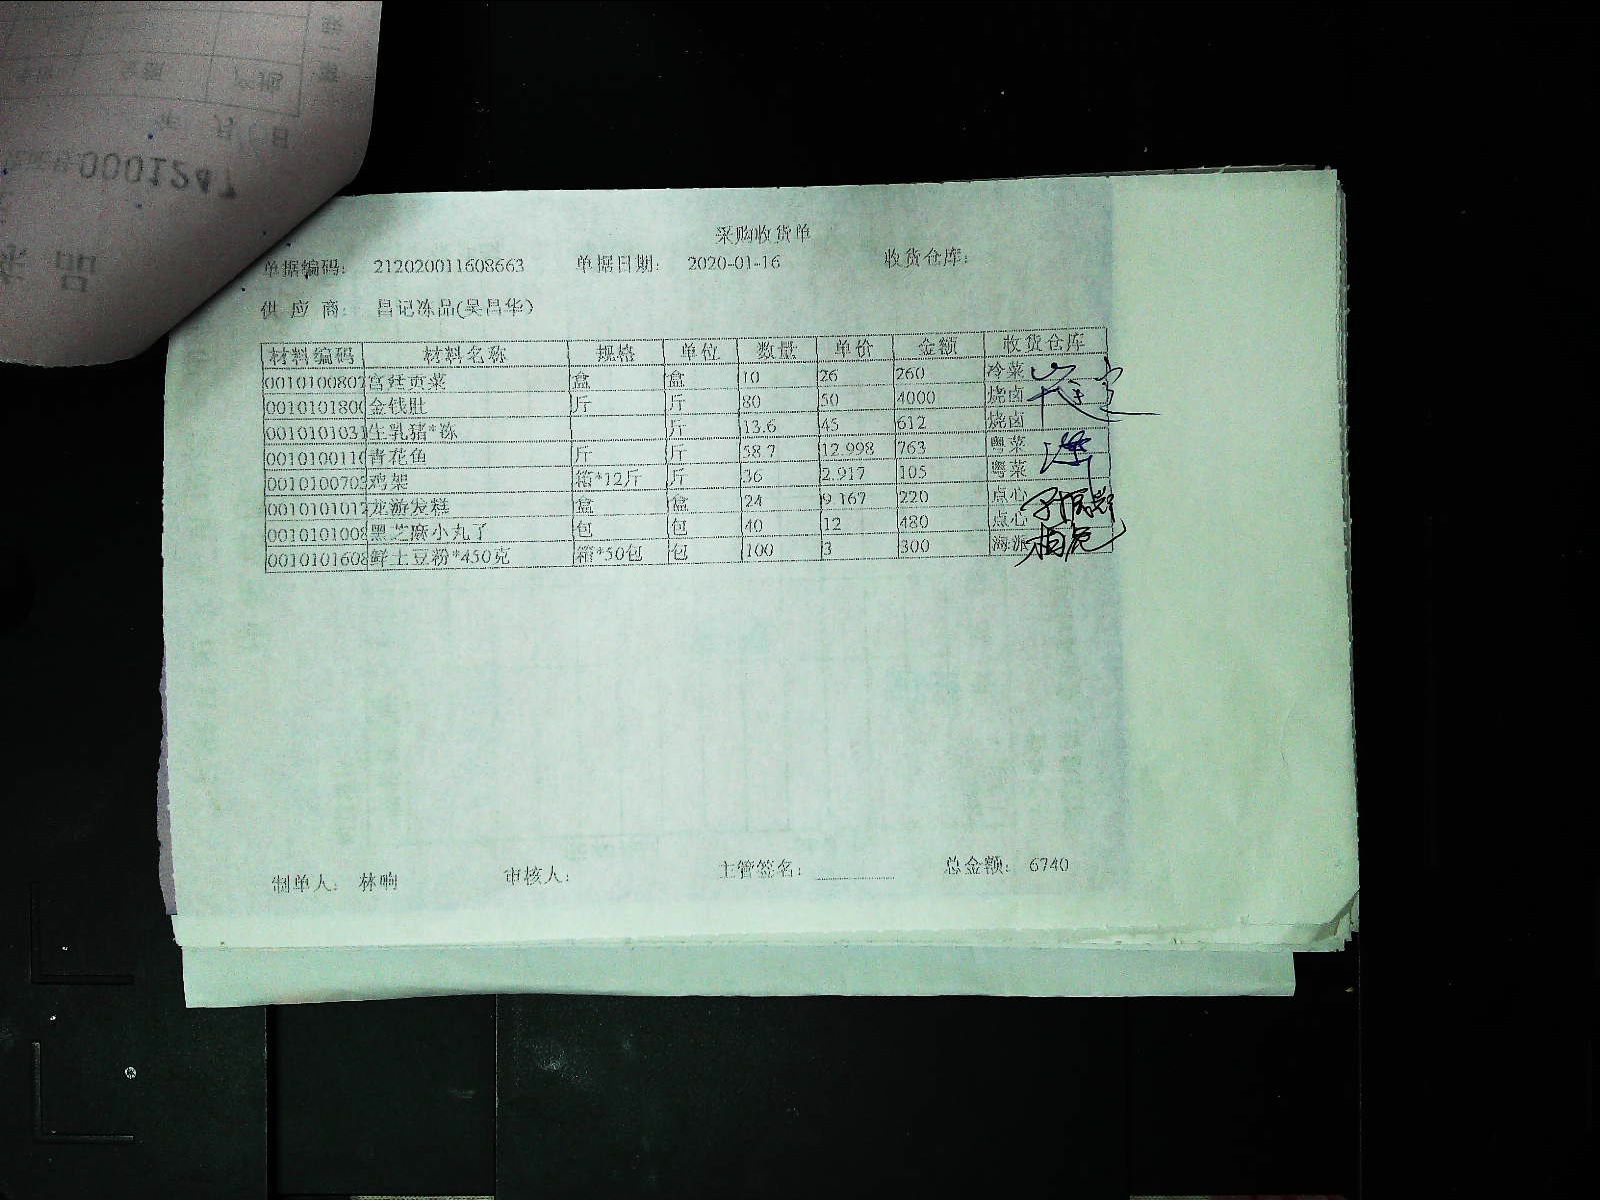 0001247
品
采购收货单
单据编码： 212020011608663 单据日期： 2020-01-16 收货仓库：
供 应 商： 昌记冻品(吴昌华)
材料编码 材料名称 规格 单位 数量 单价 金额 收货仓库
0010100807 宫廷贡菜 盒 盒 10 26 260 冷菜
0010101800 金钱肚 斤 斤 80 50 4000 烧卤
0010101031 生乳猪*冻 斤 13.6 45 612 烧卤
0010100110 青花鱼 斤 斤 58.7 12.998 763 粤菜
0010100703 鸡架 箱*12斤 斤 36 2.917 105 粤菜
0010101012 龙游发糕 盒 盒 24 9.167 220 点心
0010101008 黑芝麻小丸子 包 包 40 12 480 点心
0010101608 鲜土豆粉*450克 箱*50包 包 100 3 300 海派
制单人： 林响 审核人： 主管签名： 总金额： 6740